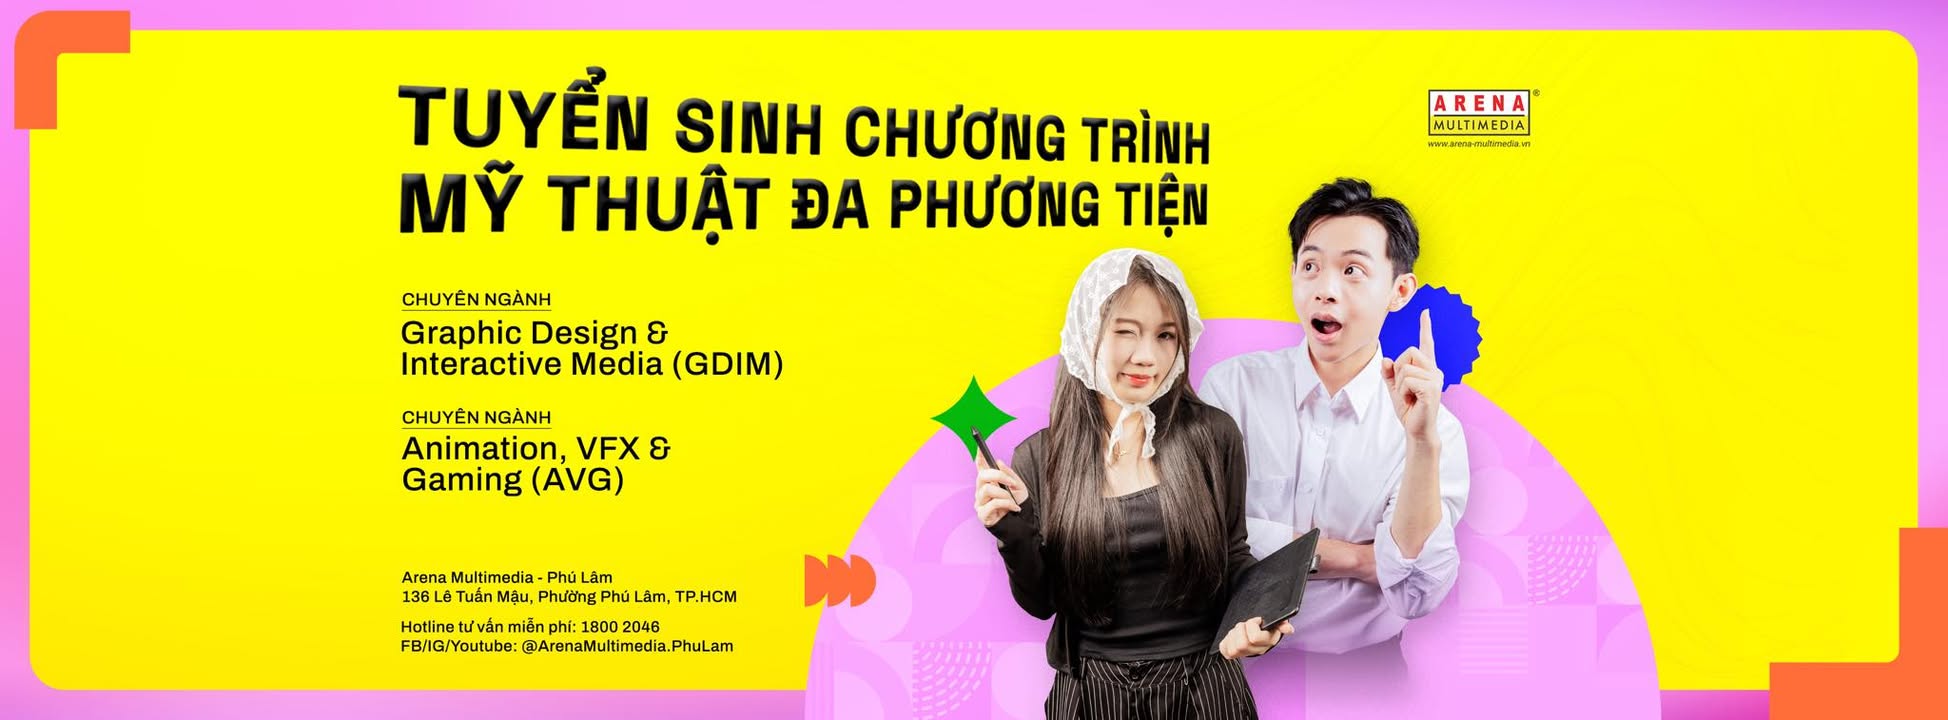 TUYỂN SINH CHƯƠNG TRÌNH
MỸ THUẬT ĐA PHƯƠNG TIỆN
ARENA
MULTIMEDIA
®
www.arena-multimedia.vn
CHUYÊN NGÀNH
Graphic Design &
Interactive Media (GDIM)
CHUYÊN NGÀNH
Animation, VFX &
Gaming (AVG)
Arena Multimedia - Phú Lâm
136 Lê Tuấn Mậu, Phường Phú Lâm, TP.HCM
Hotline tư vấn miễn phí: 1800 2046
FB/IG/Youtube: @ArenaMultimedia.PhuLam